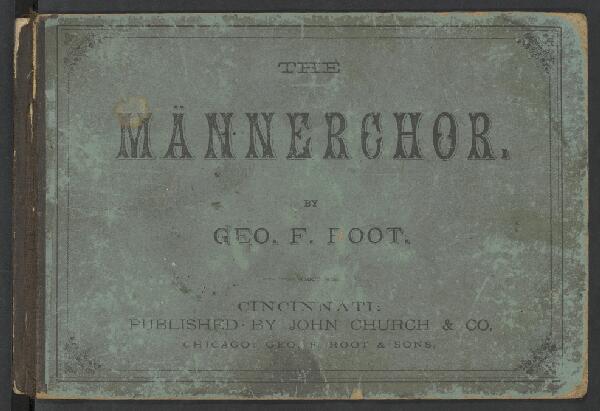 THE
MÄNNERCHOR.
BY
GEO. F. ROOT.
CINCINNATI:
PUBLISHED BY JOHN CHURCH & CO.
CHICAGO: GEO. F. ROOT & SONS.